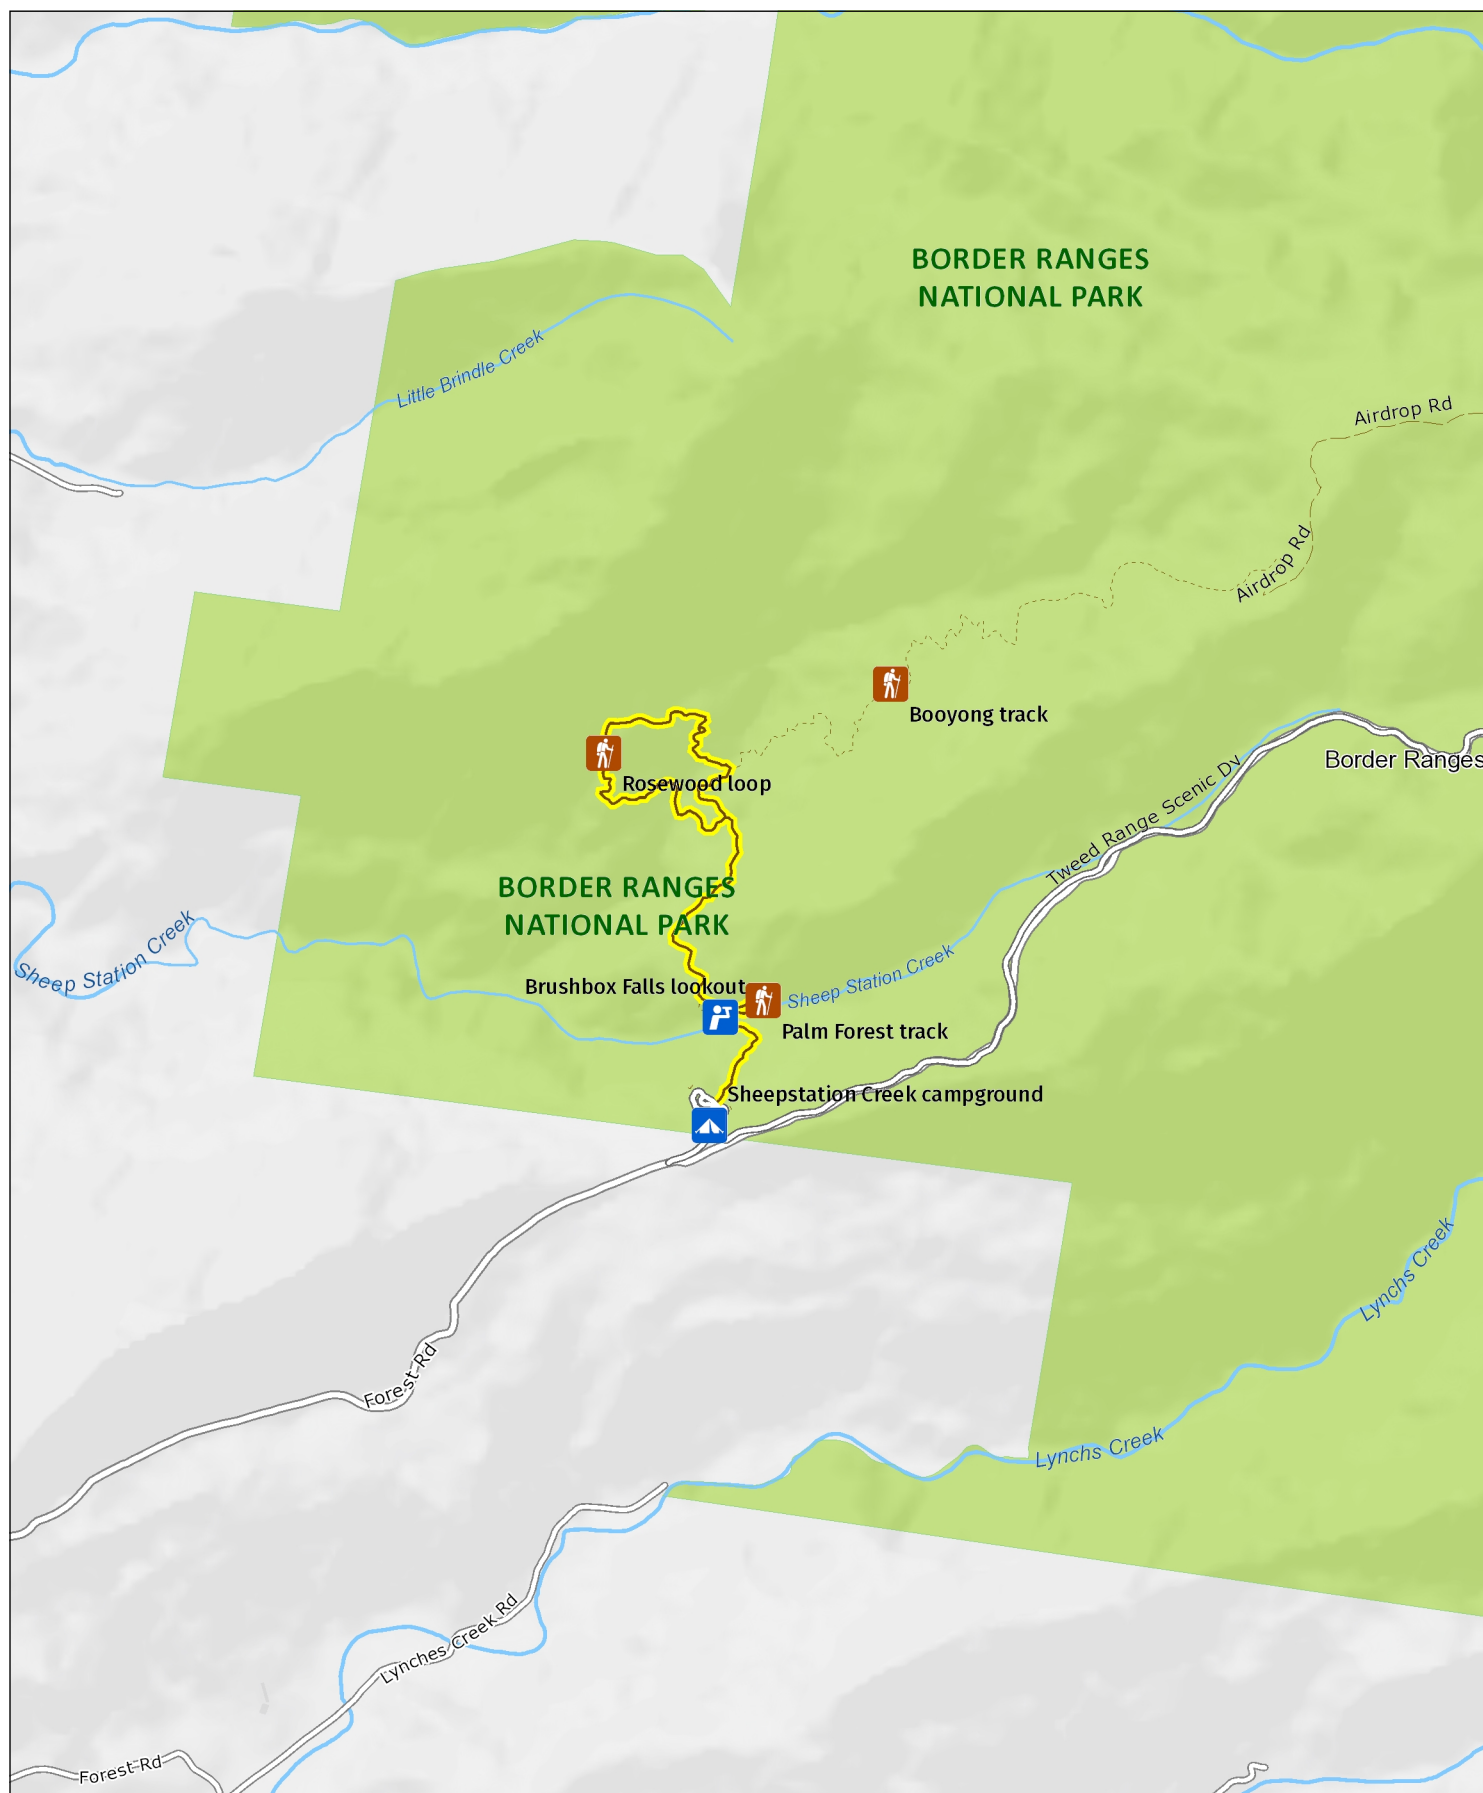 BORDER RANGES
NATIONAL PARK
Little Brindle Creek
Airdrop Rd
Airdrop Rd
Booyong track
Border Ranges
Rosewood loop
Tweed Range Scenic Dv
BORDER RANGES
NATIONAL PARK
Sheep Station Creek
Sheep Station Creek
Brushbox Falls lookout
Palm Forest track
Sheepstation Creek campground
Lynchs Creek
Forest Rd
Lynchs Creek
Lynches Creek Rd
Forest Rd